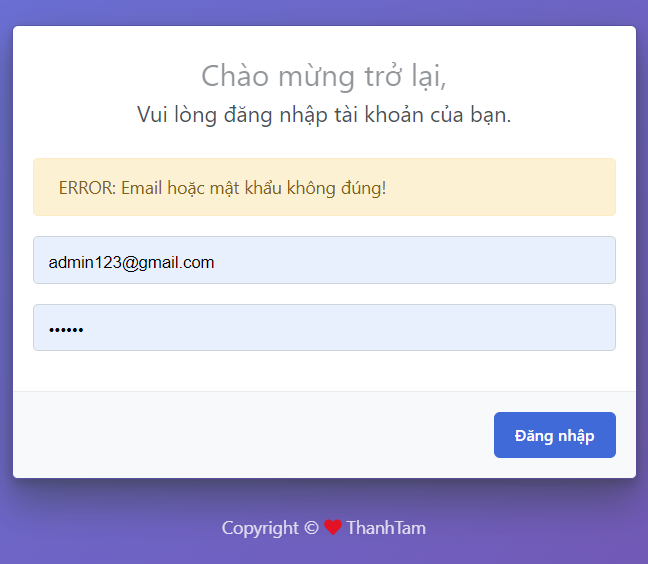 Chào mừng trở lại,
Vui lòng đăng nhập tài khoản của bạn.
ERROR: Email hoặc mật khẩu không đúng!
admin123@gmail.com
••••••
Đăng nhập
Copyright © ❤ ThanhTam